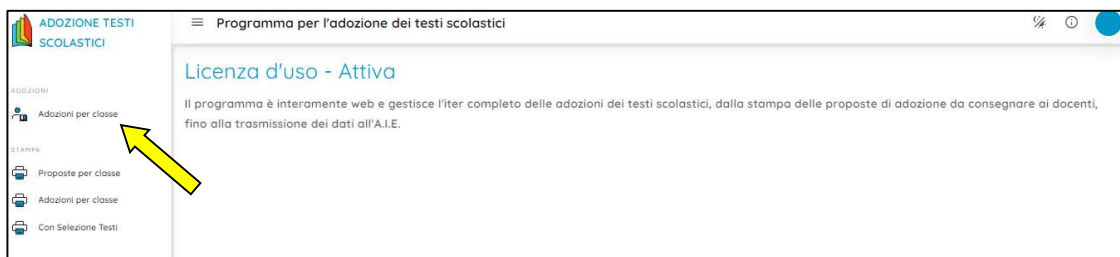 ADOZIONE TESTI
SCOLASTICI
Programma per l'adozione dei testi scolastici
Licenza d'uso - Attiva
Il programma è interamente web e gestisce l'iter completo delle adozioni dei testi scolastici, dalla stampa delle proposte di adozione da consegnare ai docenti,
fino alla trasmissione dei dati all'A.I.E.
ADOZIONI
Adozioni per classe
STAMPE
Proposte per classe
Adozioni per classe
Con Selezione Testi